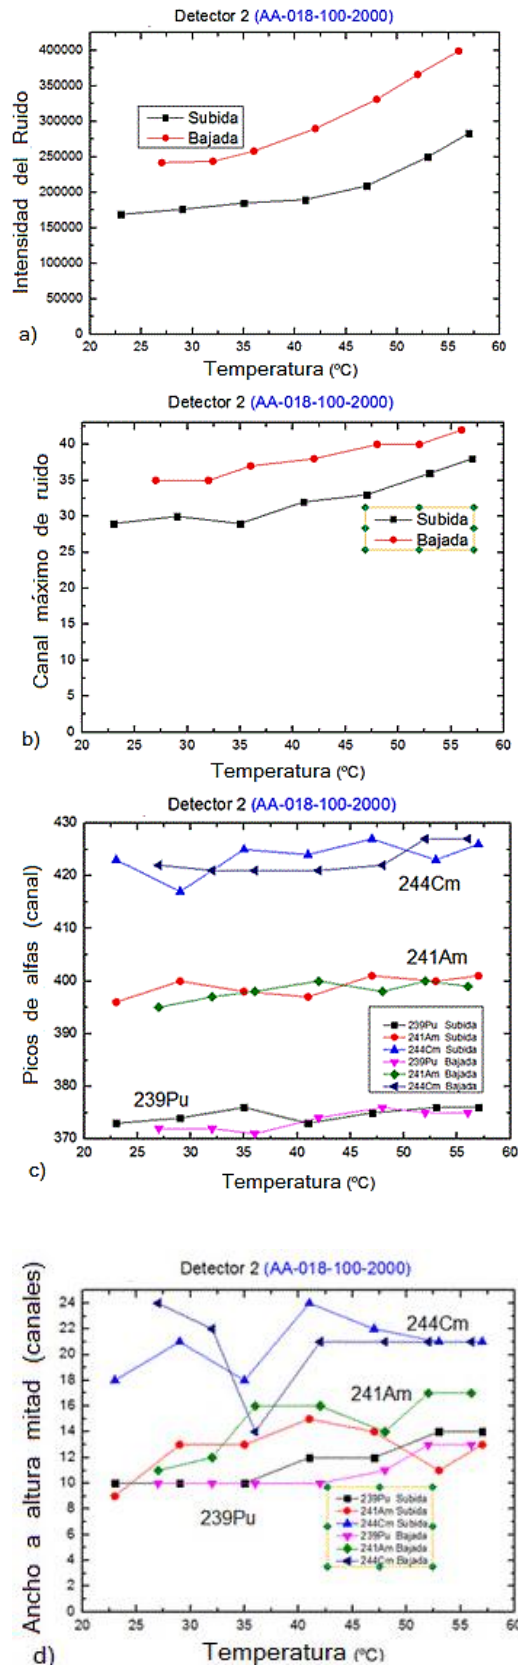 Detector 2 (AA-018-100-2000)
400000
350000
300000
250000
200000
150000
100000
50000
0
Intensidad del Ruido
Subida
Bajada
20 25 30 35 40 45 50 55 60
a)
Temperatura (ºC)
Detector 2 (AA-018-100-2000)
40
35
30
25
20
15
10
5
0
Canal máximo de ruido
Subida
Bajada
20 25 30 35 40 45 50 55 60
b)
Temperatura (ºC)
Detector 2 (AA-018-100-2000)
430
420
410
400
390
380
370
Picos de alfas (canal)
244Cm
241Am
239Pu
239Pu Subida
241Am Subida
244Cm Subida
239Pu Bajada
241Am Bajada
244Cm Bajada
20 25 30 35 40 45 50 55 60
c)
Temperatura (ºC)
Detector 2 (AA-018-100-2000)
24
22
20
18
16
14
12
10
8
6
4
2
0
Ancho a altura mitad (canales)
244Cm
241Am
239Pu
239Pu Subida
241Am Subida
244Cm Subida
239Pu Bajada
241Am Bajada
244Cm Bajada
20 25 30 35 40 45 50 55 60
d)
Temperatura (ºC)